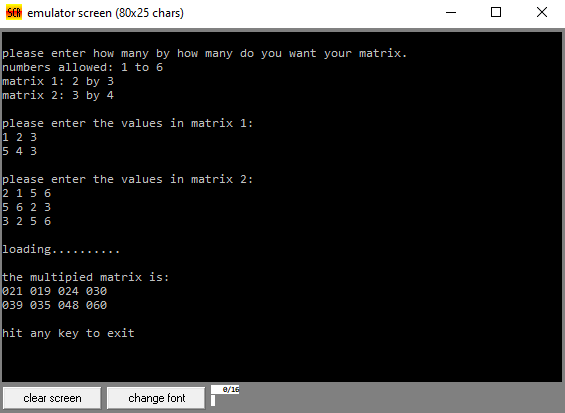 SCR emulator screen (80x25 chars)
please enter how many by how many do you want your matrix.
numbers allowed: 1 to 6
matrix 1: 2 by 3
matrix 2: 3 by 4
please enter the values in matrix 1:
1 2 3
5 4 3
please enter the values in matrix 2:
2 1 5 6
5 6 2 3
3 2 5 6
loading..........
the multipied matrix is:
021 019 024 030
039 035 048 060
hit any key to exit
clear screen change font 0/16